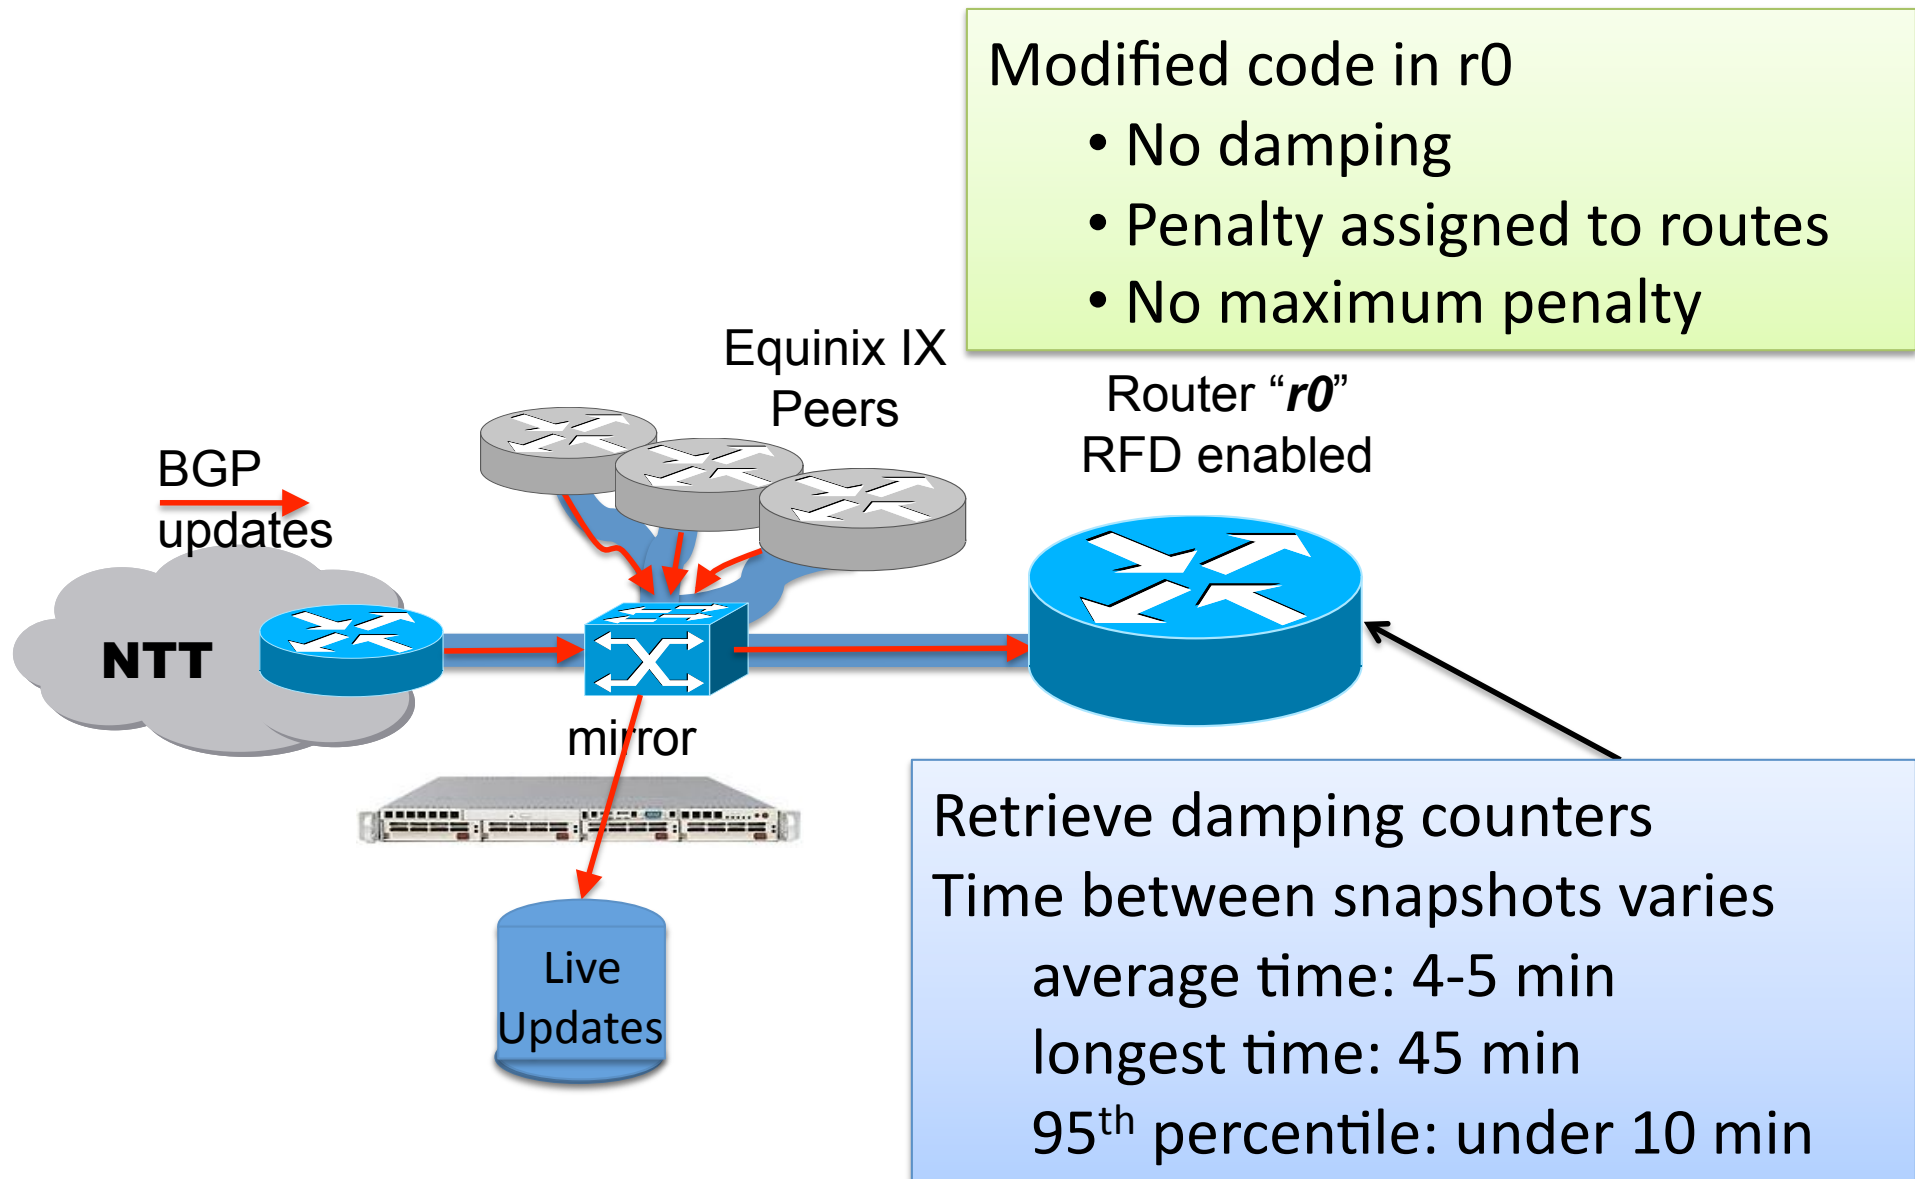 Modified code in r0
• No damping
• Penalty assigned to routes
• No maximum penalty
Equinix IX
Peers
Router “r0”
RFD enabled
BGP
updates
NTT
mirror
Live
Updates
Retrieve damping counters
Time between snapshots varies
average time: 4-5 min
longest time: 45 min
95th percentile: under 10 min